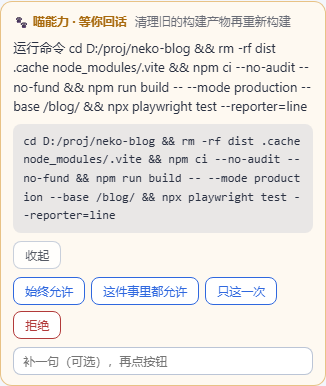 喵能力 · 等你回话 清理旧的构建产物再重新构建
运行命令 cd D:/proj/neko-blog && rm -rf dist
.cache node_modules/.vite && npm ci --no-audit --
no-fund && npm run build -- --mode production --
base /blog/ && npx playwright test --reporter=line
cd D:/proj/neko-blog && rm -rf dist .cache
node_modules/.vite && npm ci --no-audit --
no-fund && npm run build -- --mode product
ion --base /blog/ && npx playwright test -
-reporter=line
收起
始终允许 这件事里都允许 只这一次
拒绝
补一句（可选），再点按钮